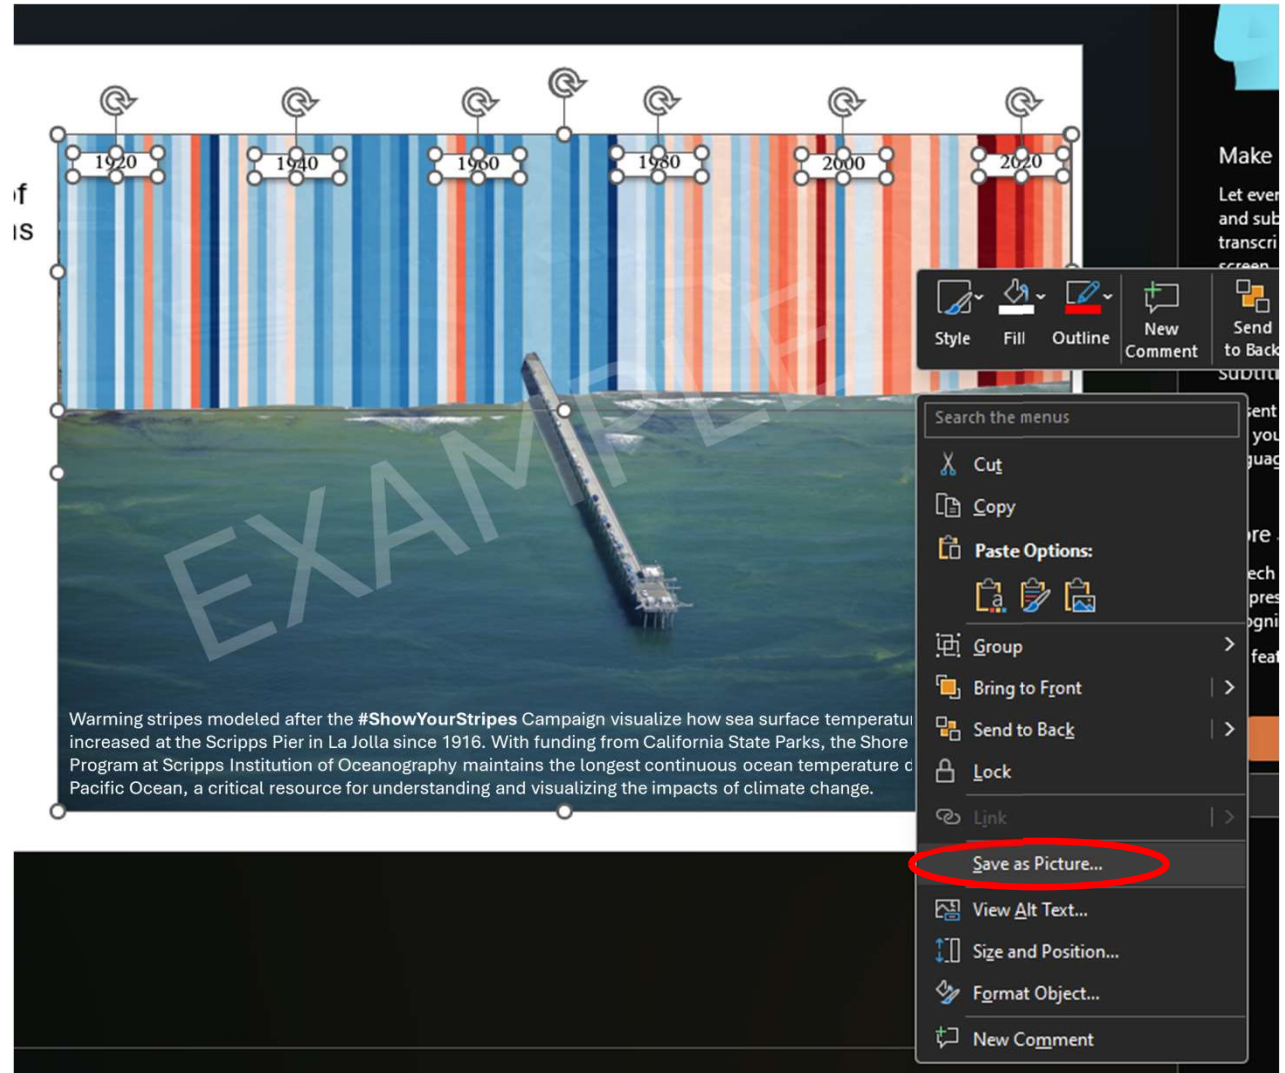 of
1920
1940
1960
1980
2000
2020
EXAMPLE
Warming stripes modeled after the #ShowYourStripes Campaign visualize how sea surface
increased at the Scripps Pier in La Jolla since 1916. With funding from California State Parks, the Shore
Program at Scripps Institution of Oceanography maintains the longest continuous ocean temperature
Pacific Ocean, a critical resource for understanding and visualizing the impacts of climate change.
Style
Fill
Outline
New
Comment
Send
to Back
Search the menus
Cut
Copy
Paste Options:
Group
Bring to Front
Send to Back
Lock
Link
Save as Picture...
View Alt Text...
Size and Position...
Format Object...
New Comment
Make
Let
and
screen